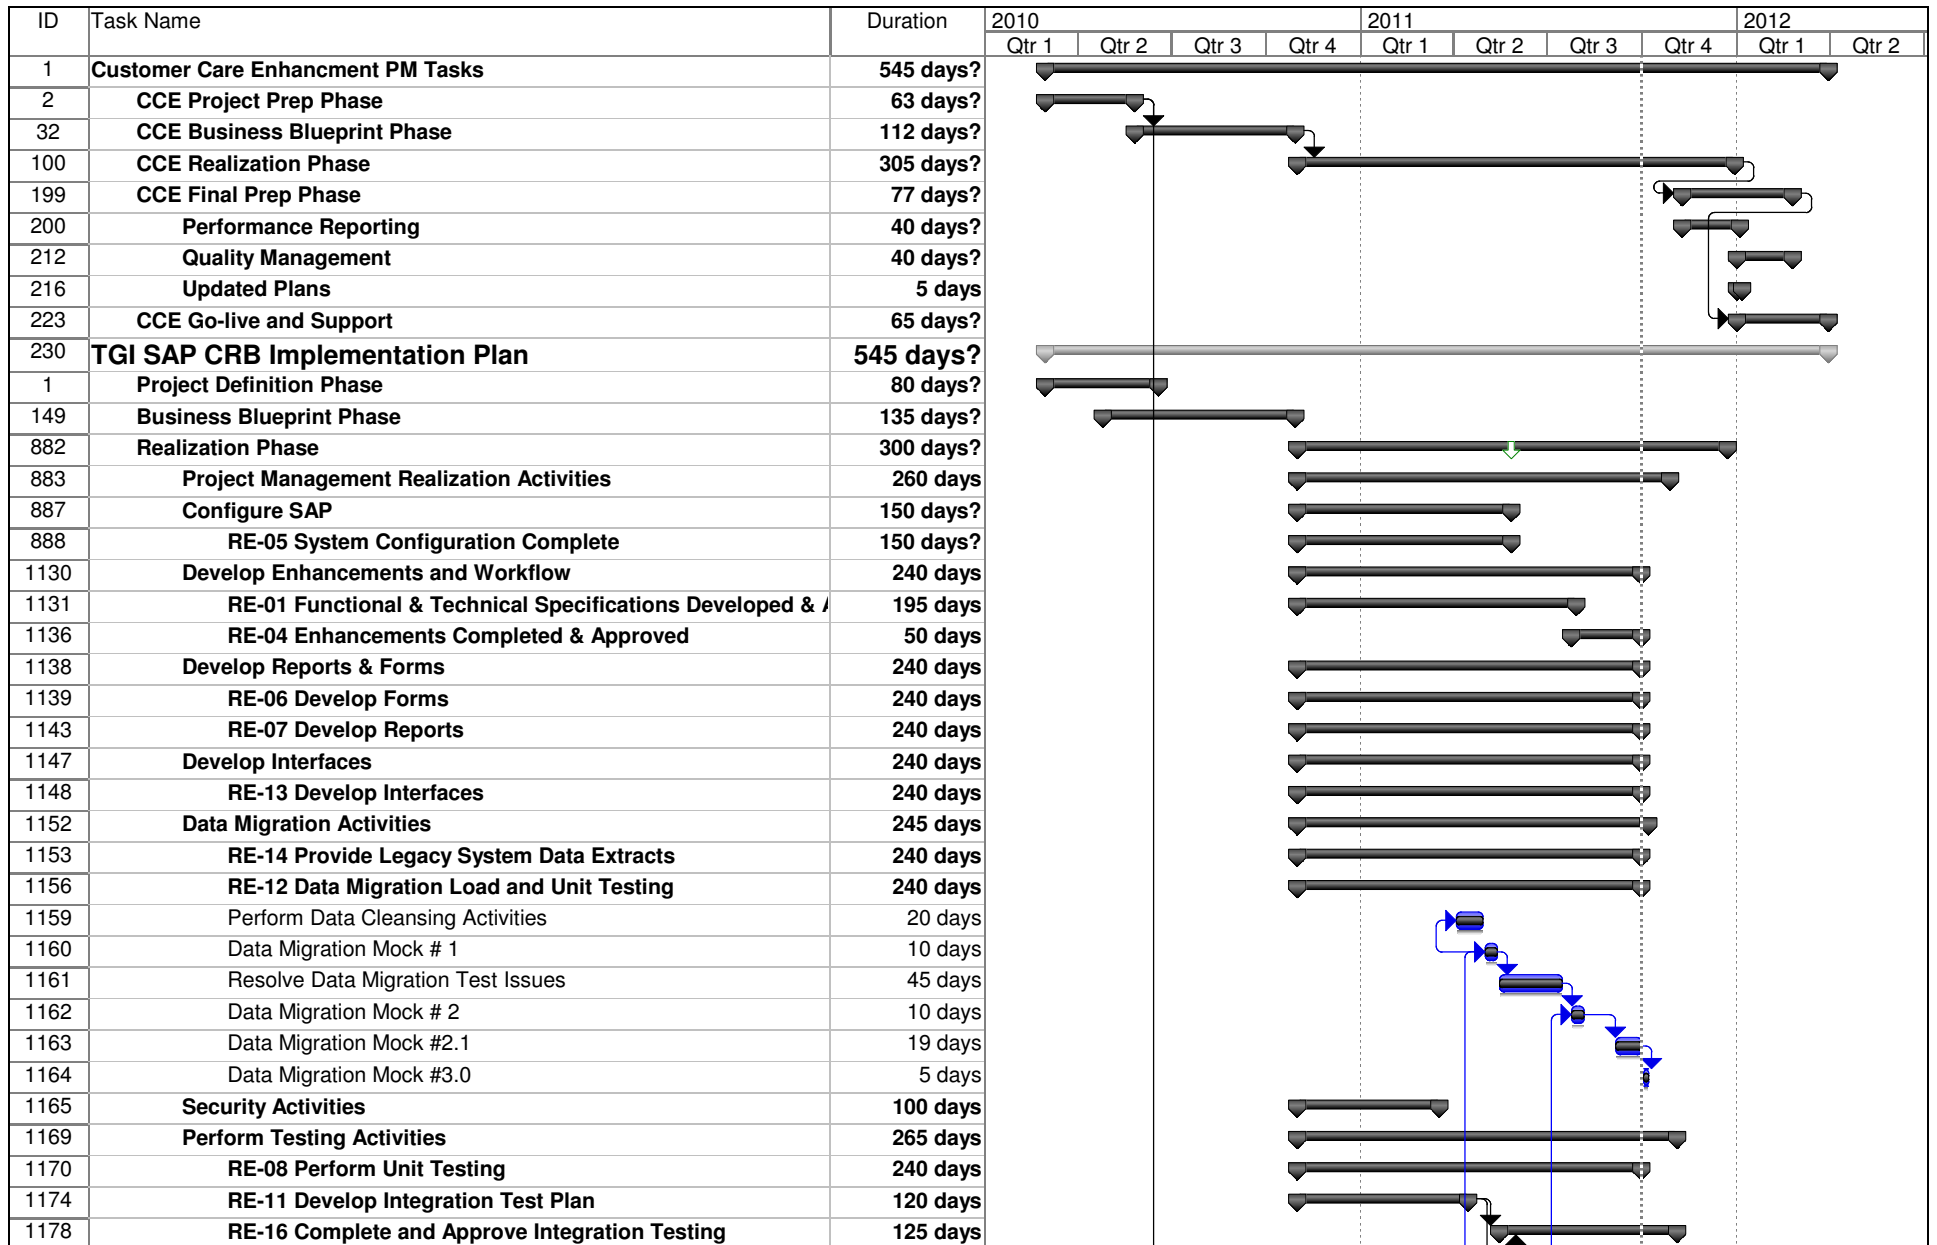 ID Task Name Duration 2010 2011 2012
Qtr 1 Qtr 2 Qtr 3 Qtr 4 Qtr 1 Qtr 2 Qtr 3 Qtr 4 Qtr 1 Qtr 2
1 Customer Care Enhancment PM Tasks 545 days?
2 CCE Project Prep Phase 63 days?
32 CCE Business Blueprint Phase 112 days?
100 CCE Realization Phase 305 days?
199 CCE Final Prep Phase 77 days?
200 Performance Reporting 40 days?
212 Quality Management 40 days?
216 Updated Plans 5 days
223 CCE Go-live and Support 65 days?
230 TGI SAP CRB Implementation Plan 545 days?
1 Project Definition Phase 80 days?
149 Business Blueprint Phase 135 days?
882 Realization Phase 300 days?
883 Project Management Realization Activities 260 days
887 Configure SAP 150 days?
888 RE-05 System Configuration Complete 150 days?
1130 Develop Enhancements and Workflow 240 days
1131 RE-01 Functional & Technical Specifications Developed & 195 days
1136 RE-04 Enhancements Completed & Approved 50 days
1138 Develop Reports & Forms 240 days
1139 RE-06 Develop Forms 240 days
1143 RE-07 Develop Reports 240 days
1147 Develop Interfaces 240 days
1148 RE-13 Develop Interfaces 240 days
1152 Data Migration Activities 245 days
1153 RE-14 Provide Legacy System Data Extracts 240 days
1156 RE-12 Data Migration Load and Unit Testing 240 days
1159 Perform Data Cleansing Activities 20 days
1160 Data Migration Mock # 1 10 days
1161 Resolve Data Migration Test Issues 45 days
1162 Data Migration Mock # 2 10 days
1163 Data Migration Mock #2.1 19 days
1164 Data Migration Mock #3.0 5 days
1165 Security Activities 100 days
1169 Perform Testing Activities 265 days
1170 RE-08 Perform Unit Testing 240 days
1174 RE-11 Develop Integration Test Plan 120 days
1178 RE-16 Complete and Approve Integration Testing 125 days